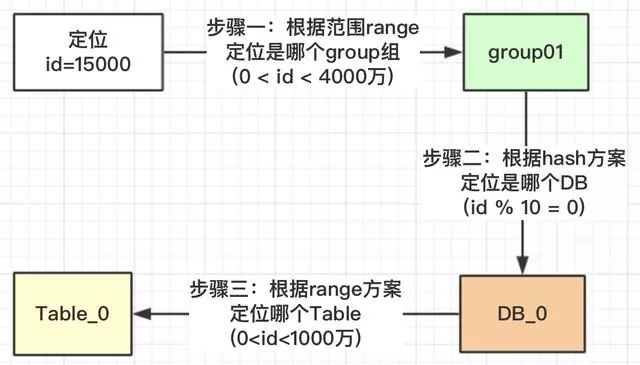 定位
id=15000
步骤一：根据范围range
定位是哪个group组
(0 < id < 4000万)
group01
步骤二：根据hash方案
定位是哪个DB
(id % 10 = 0)
DB_0
步骤三：根据range方案
定位哪个Table
(0<id<1000万)
Table_0